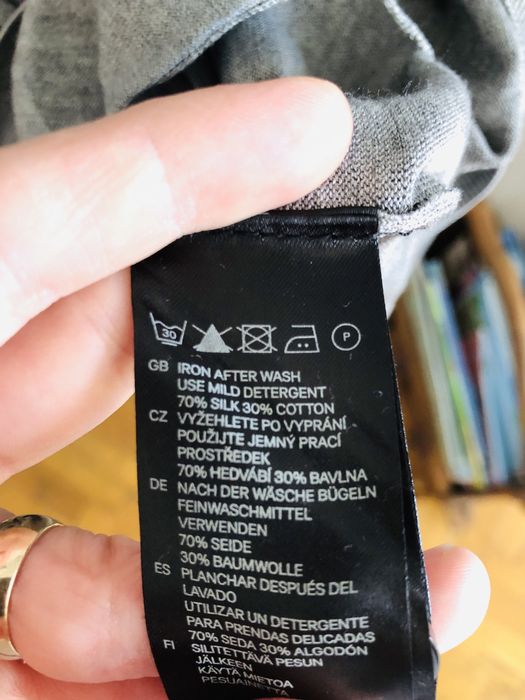 30 P
GB IRON AFTER WASH
USE MILD DETERGENT
70% SILK 30% COTTON
CZ VYŽEHLETE PO VYPRÁNÍ
POUŽIJTE JEMNÝ PRACÍ
PROSTŘEDEK
70% HEDVÁBÍ 30% BAVLNA
DE NACH DER WÄSCHE BÜGELN
FEINWASCHMITTEL
VERWENDEN
70% SEIDE
30% BAUMWOLLE
ES PLANCHAR DESPUÉS DEL
LAVADO
UTILIZAR UN DETERGENTE
PARA PRENDAS DELICADAS
70% SEDA 30% ALGODÓN
FI SILITETTÄVÄ PESUN
JÄLKEEN
KÄYTÄ MIETOA
PESUAINETTA